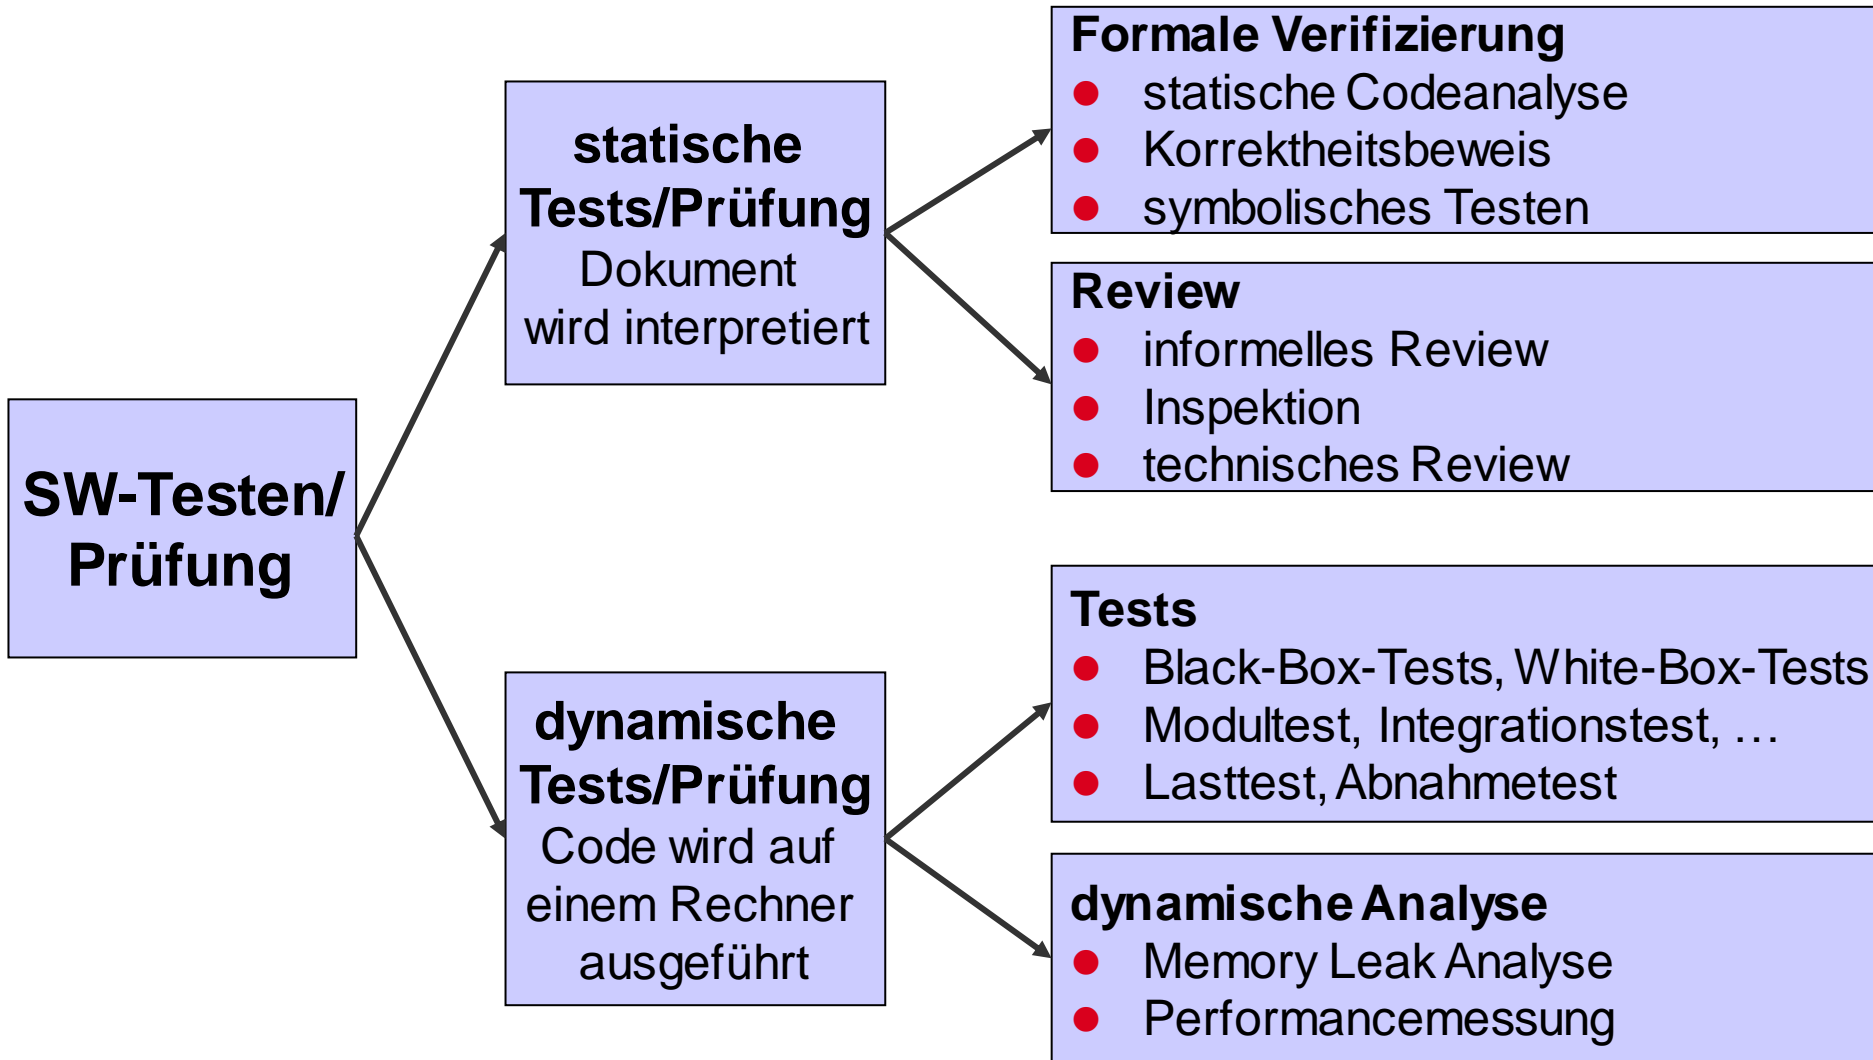 SW-Testen/
Prüfung
statische
Tests/Prüfung
Dokument
wird interpretiert
dynamische
Tests/Prüfung
Code wird auf
einem Rechner
ausgeführt
Formale Verifizierung
● statische Codeanalyse
● Korrektheitsbeweis
● symbolisches Testen
Review
● informelles Review
● Inspektion
● technisches Review
Tests
● Black-Box-Tests, White-Box-Tests
● Modultest, Integrationstest, …
● Lasttest, Abnahmetest
dynamische Analyse
● Memory Leak Analyse
● Performancemessung